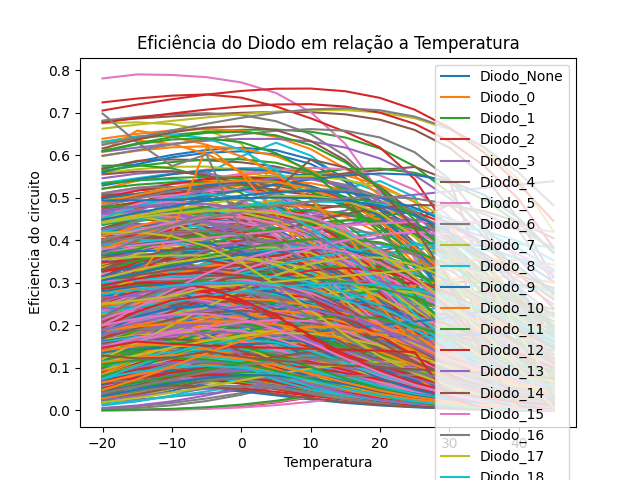 Eficiência do Diodo em relação a Temperatura
Eficiencia do circuito
0.8
0.7
0.6
0.5
0.4
0.3
0.2
0.1
0.0
−20
−10
0
10
20
30
40
Temperatura
Diodo_None
Diodo_0
Diodo_1
Diodo_2
Diodo_3
Diodo_4
Diodo_5
Diodo_6
Diodo_7
Diodo_8
Diodo_9
Diodo_10
Diodo_11
Diodo_12
Diodo_13
Diodo_14
Diodo_15
Diodo_16
Diodo_17
Diodo_18